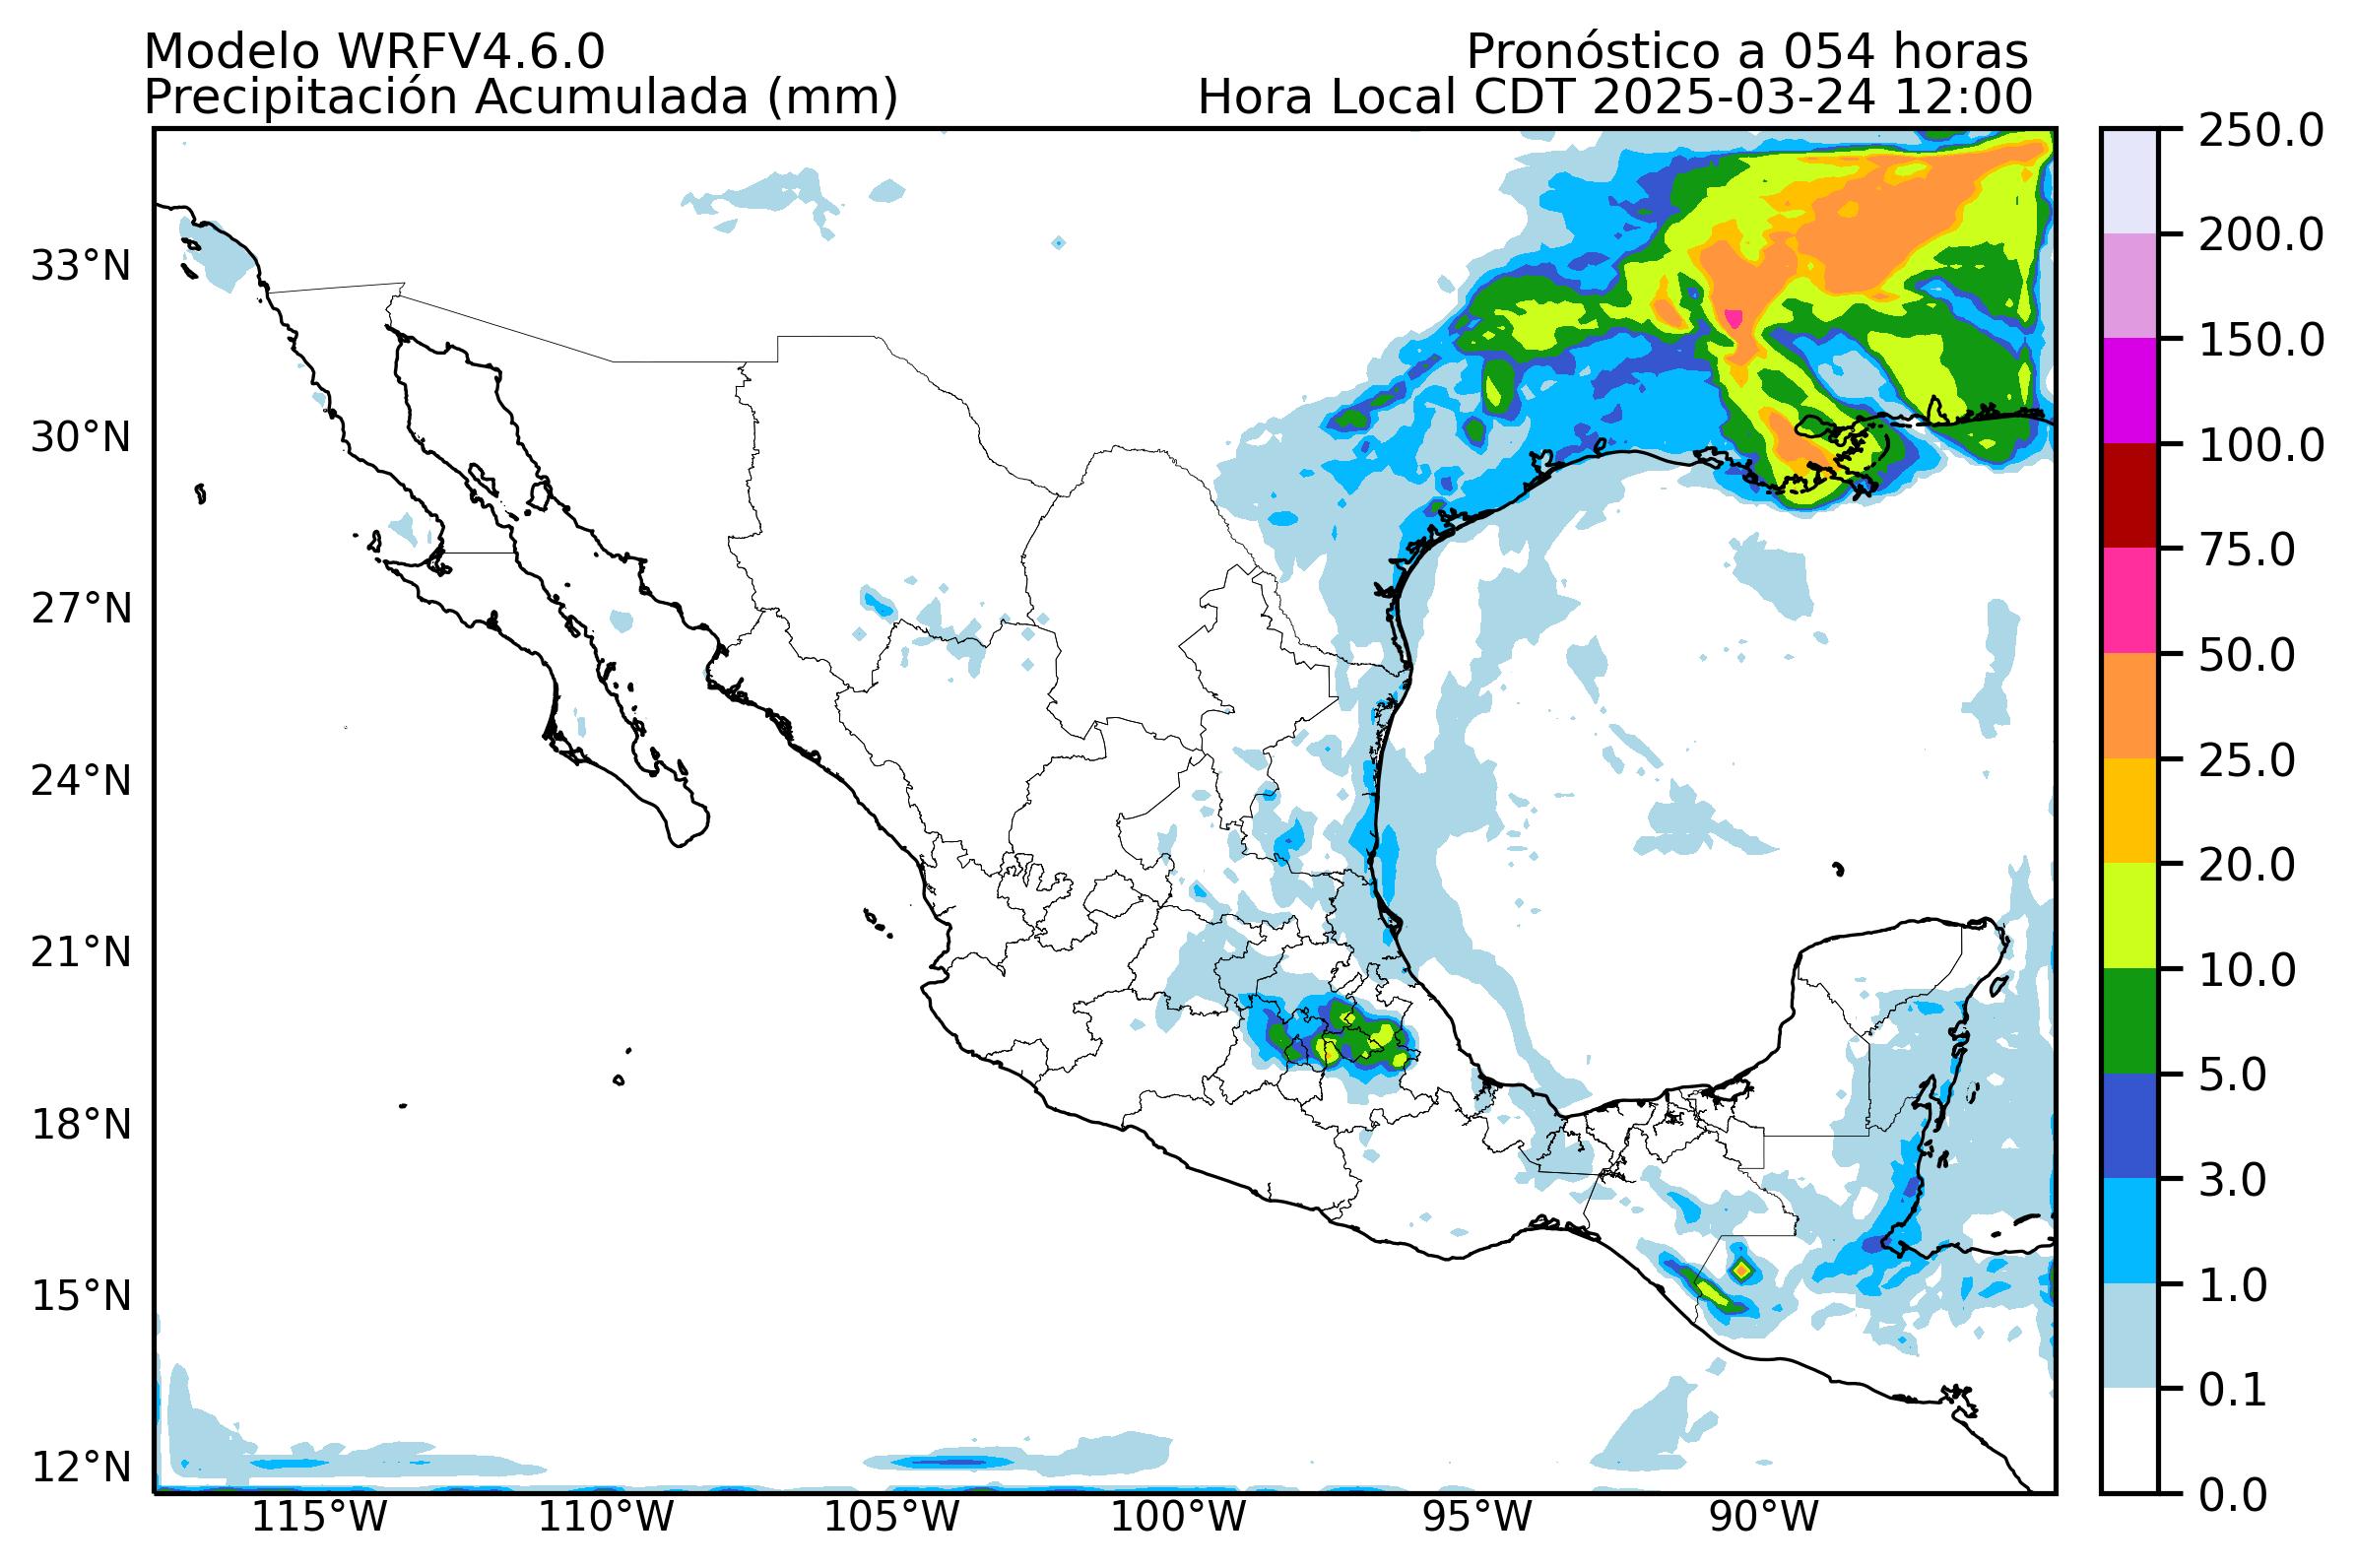 Modelo WRFV4.6.0
Pronóstico a 054 horas
Precipitación Acumulada (mm)
Hora Local CDT 2025-03-24 12:00
33°N
30°N
27°N
24°N
21°N
18°N
15°N
12°N
115°W
110°W
105°W
100°W
95°W
90°W
250.0
200.0
150.0
100.0
75.0
50.0
25.0
20.0
10.0
5.0
3.0
1.0
0.1
0.0